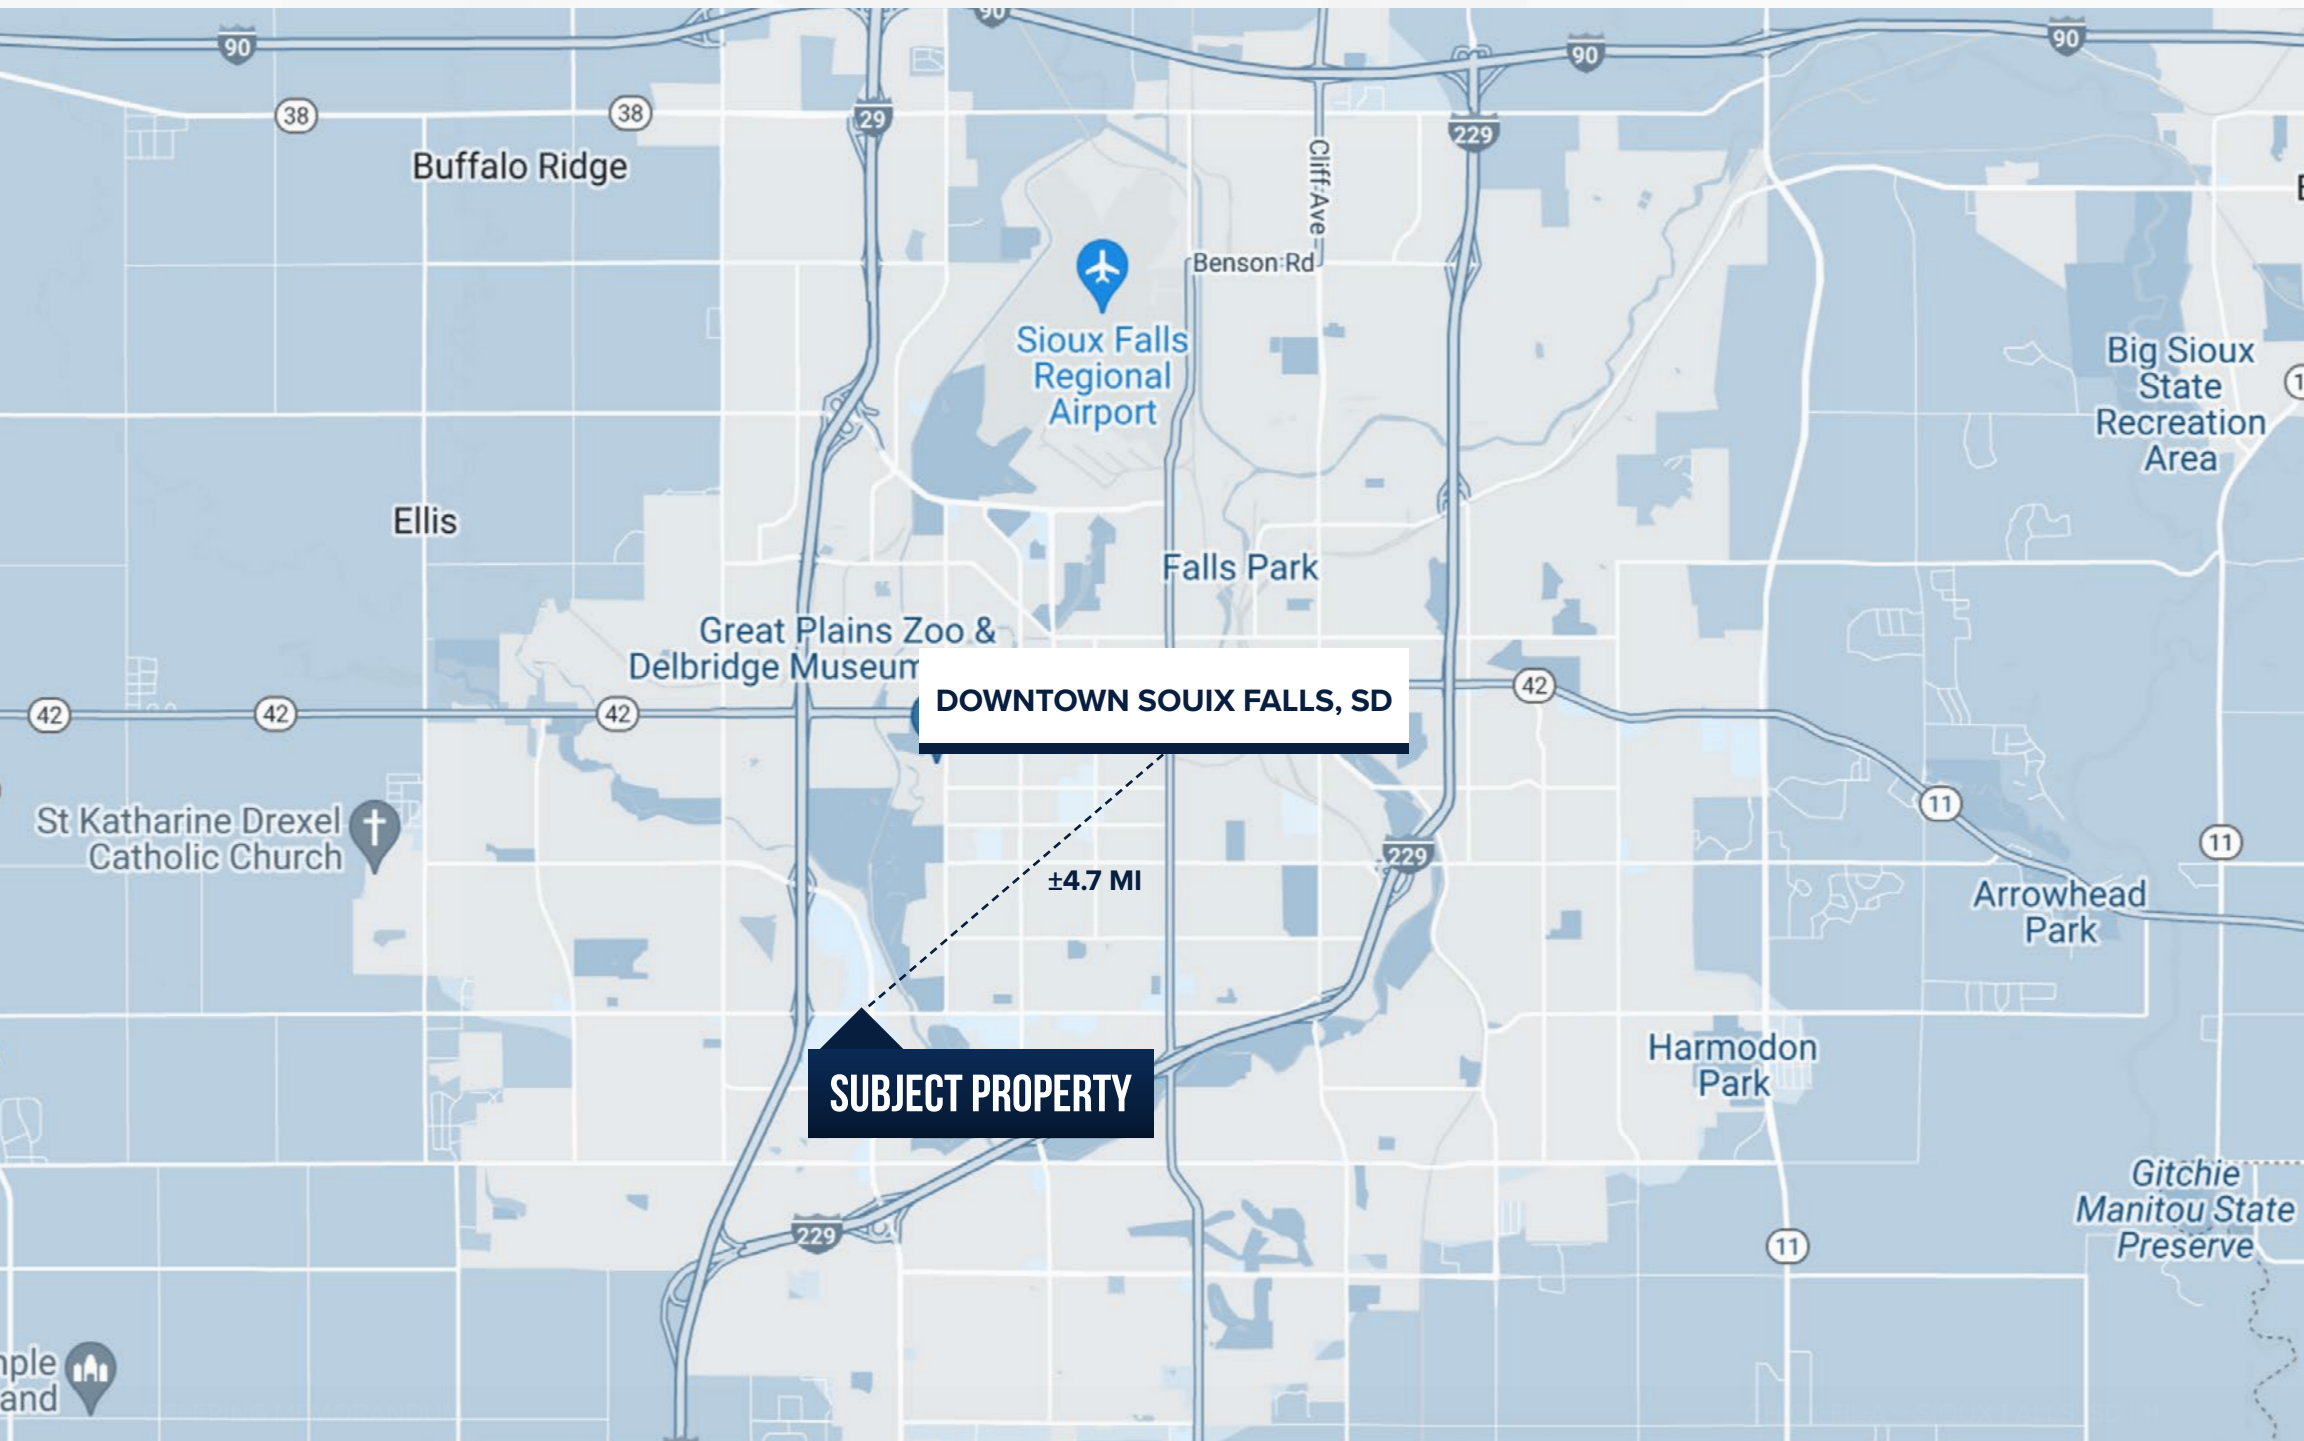 90
90
90
90
38
38
29
229
Buffalo Ridge
Cliff Ave
Benson Rd
Sioux Falls
Regional
Airport
Big Sioux
State
Recreation
Area
Ellis
Falls Park
Great Plains Zoo &
Delbridge Museum
DOWNTOWN SOUIX FALLS, SD
42
42
42
42
11
11
St Katharine Drexel
Catholic Church
229
±4.7 MI
Arrowhead
Park
SUBJECT PROPERTY
Harmodon
Park
Gitchie
Manitou State
Preserve
229
11